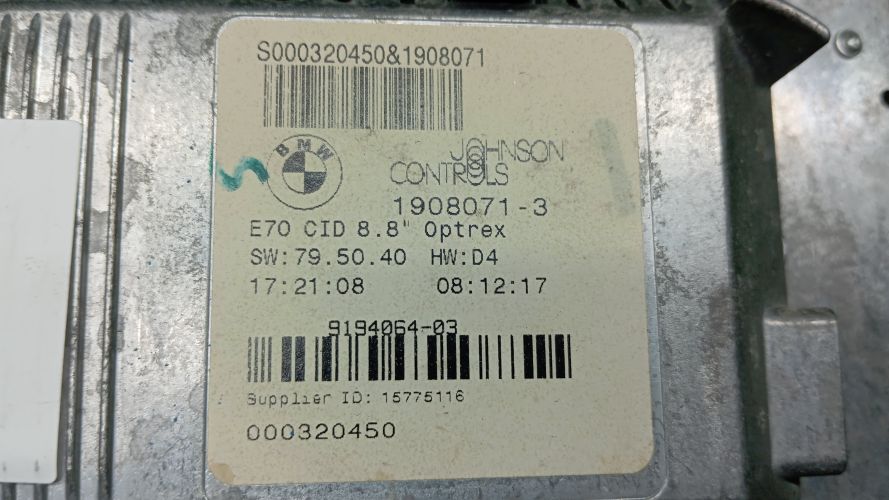 S000320450&1908071
BMW
JOHNSON
CONTROLS
1908071-3
E70 CID 8.8" Optrex
SW:79.50.40 HW:D4
17:21:08 08:12:17
9194064-03
Supplier ID: 15775116
000320450